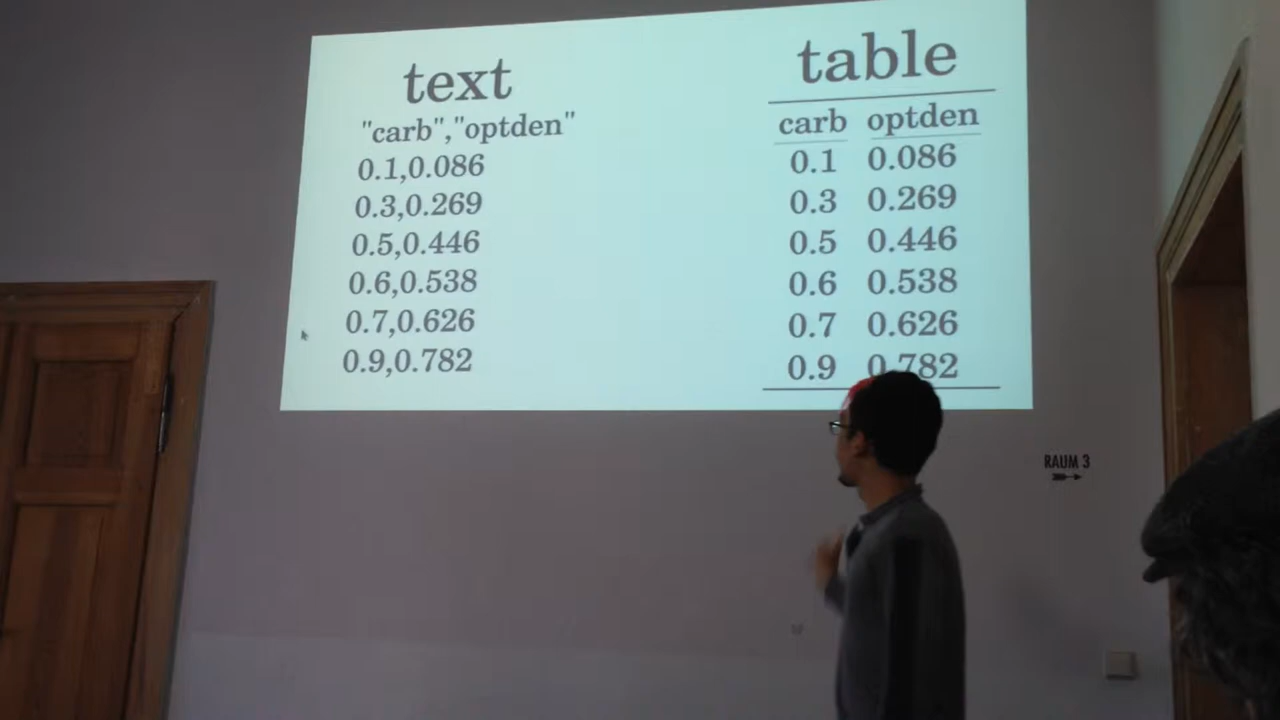 text
"carb","optden"
0.1,0.086
0.3,0.269
0.5,0.446
0.6,0.538
0.7,0.626
0.9,0.782
table
carb optden
0.1 0.086
0.3 0.269
0.5 0.446
0.6 0.538
0.7 0.626
0.9 0.782
RAUM 3